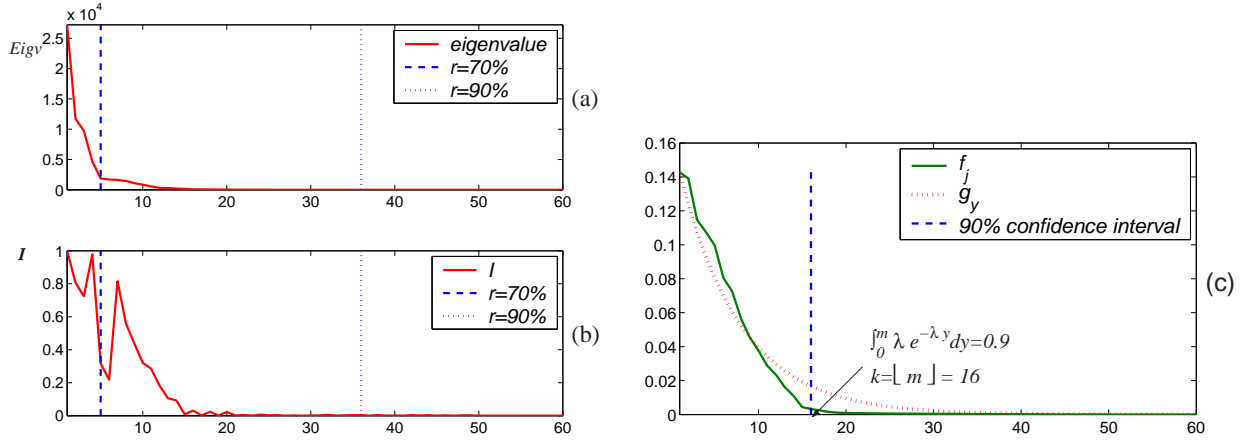 x 10⁴
2.5
2
1.5
1
0.5
0
Eigv
eigenvalue
r=70%
r=90%
(a)
10 20 30 40 50 60
1
0.8
0.6
0.4
0.2
0
I
I
r=70%
r=90%
(b)
10 20 30 40 50 60
0.16
0.14
0.12
0.1
0.08
0.06
0.04
0.02
0
f_j
g_y
90% confidence interval
(c)
∫₀ᵐ λ e^{−λ y}dy=0.9
k=⌊ m ⌋ = 16
10 20 30 40 50 60